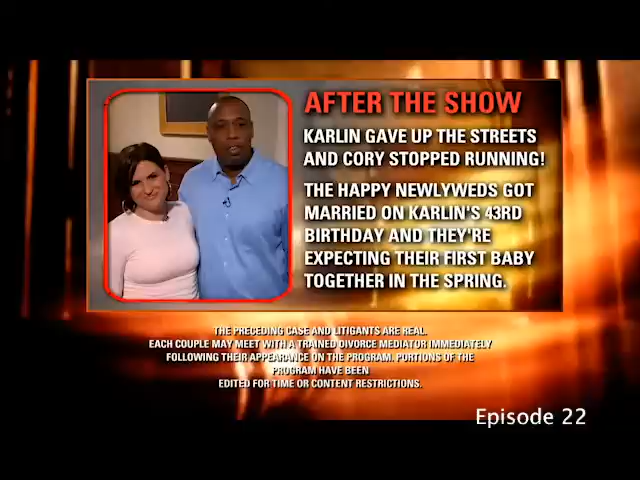 AFTER THE SHOW
KARLIN GAVE UP THE STREETS
AND CORY STOPPED RUNNING!
THE HAPPY NEWLYWEDS GOT
MARRIED ON KARLIN'S 43RD
BIRTHDAY AND THEY'RE
EXPECTING THEIR FIRST BABY
TOGETHER IN THE SPRING.
THE PRECEDING CASE AND LITIGANTS ARE REAL.
EACH COUPLE MAY MEET WITH A TRAINED DIVORCE MEDIATOR IMMEDIATELY
FOLLOWING THEIR APPEARANCE ON THE PROGRAM. PORTIONS OF THE
PROGRAM HAVE BEEN
EDITED FOR TIME OR CONTENT RESTRICTIONS.
Episode 22